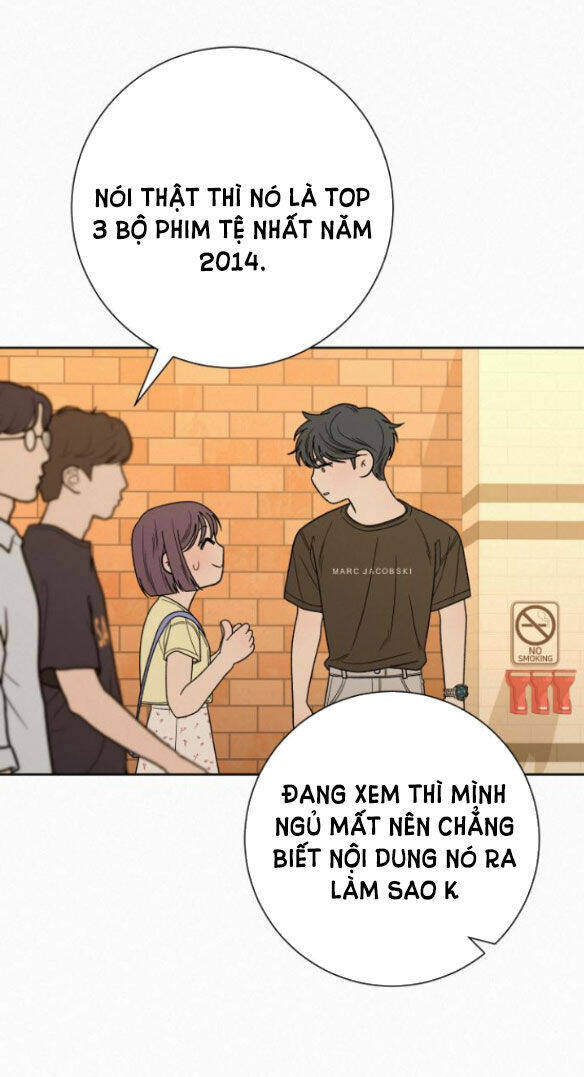 NÓI THẬT THÌ NÓ LÀ TOP
3 BỘ PHIM TỆ NHẤT NĂM
2014.
MARC JACOBSKI
NO
SMOKING
ĐANG XEM THÌ MÌNH
NGỦ MẤT NÊN CHẲNG
BIẾT NỘI DUNG NÓ RA
LÀM SAO K